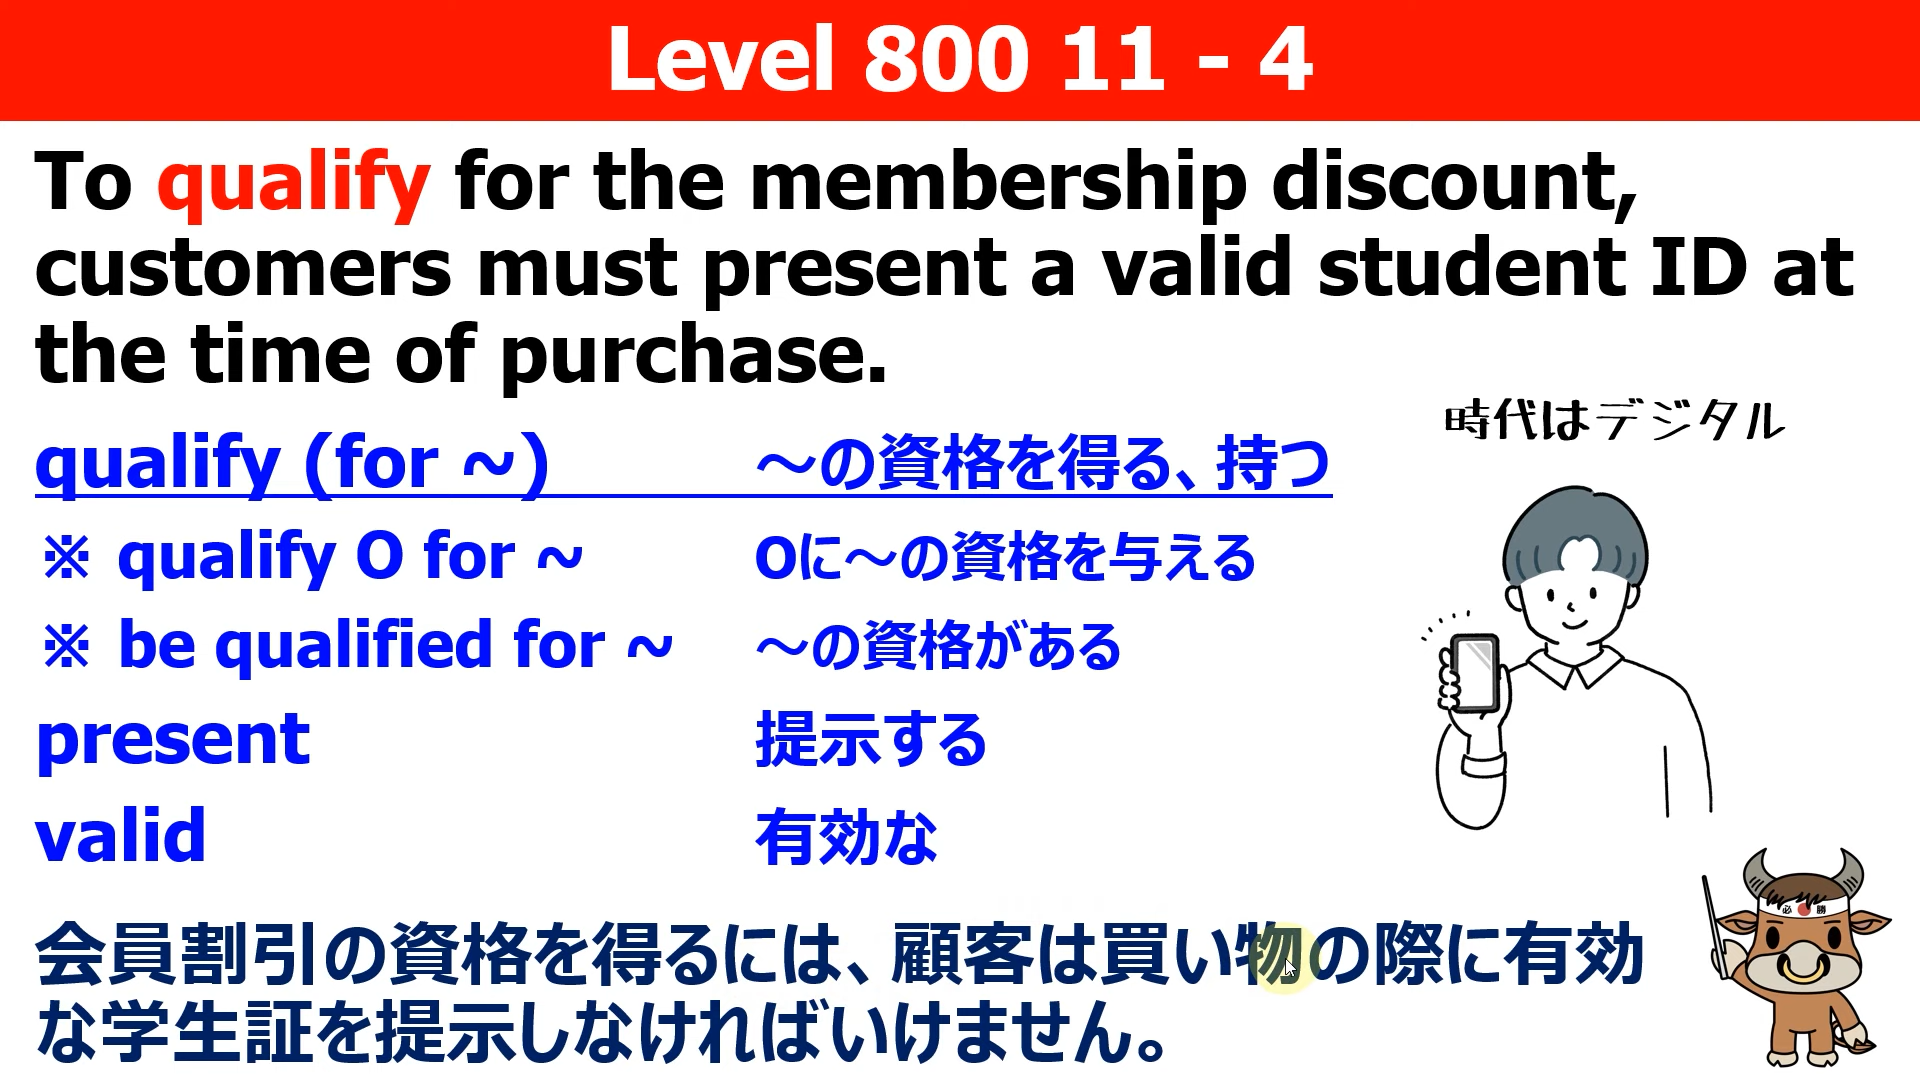 Level 800 11 - 4
To qualify for the membership discount,
customers must present a valid student ID at
the time of purchase.
時代はデジタル
qualify (for ~) ～の資格を得る、持つ
※ qualify O for ~ Oに～の資格を与える
※ be qualified for ~ ～の資格がある
present 提示する
valid 有効な
必 勝
会員割引の資格を得るには、顧客は買い物の際に有効
な学生証を提示しなければいけません。